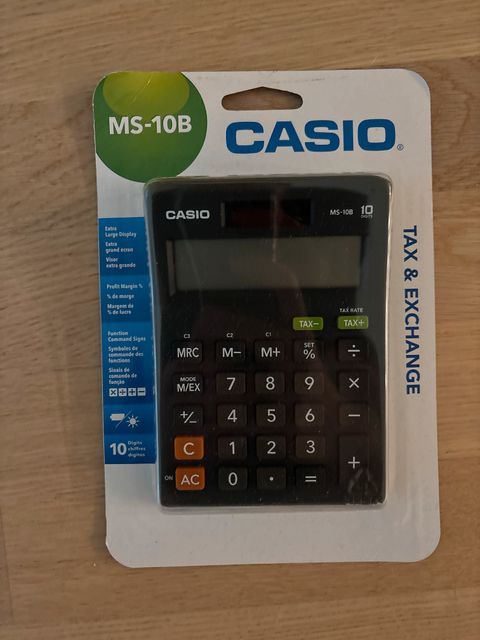 MS-10B
CASIO®
CASIO
MS-10B
10
DIGITS
TAX & EXCHANGE
Extra
Large Display
Extra
grand ecran
Visor
extra grande
Profit Margin %
% de marge
Margem de
% de lucro
Function
Command Signs
Symboles de
commande des
fonctions
Sinais de
comando de
função
× ÷ + −
10 Digits
chiffres
digitos
TAX RATE
TAX− TAX+
C3 C2 C1 SET
MRC M− M+ % ÷
MODE
M/EX 7 8 9 ×
+/− 4 5 6 −
C 1 2 3 +
ON AC 0 · =